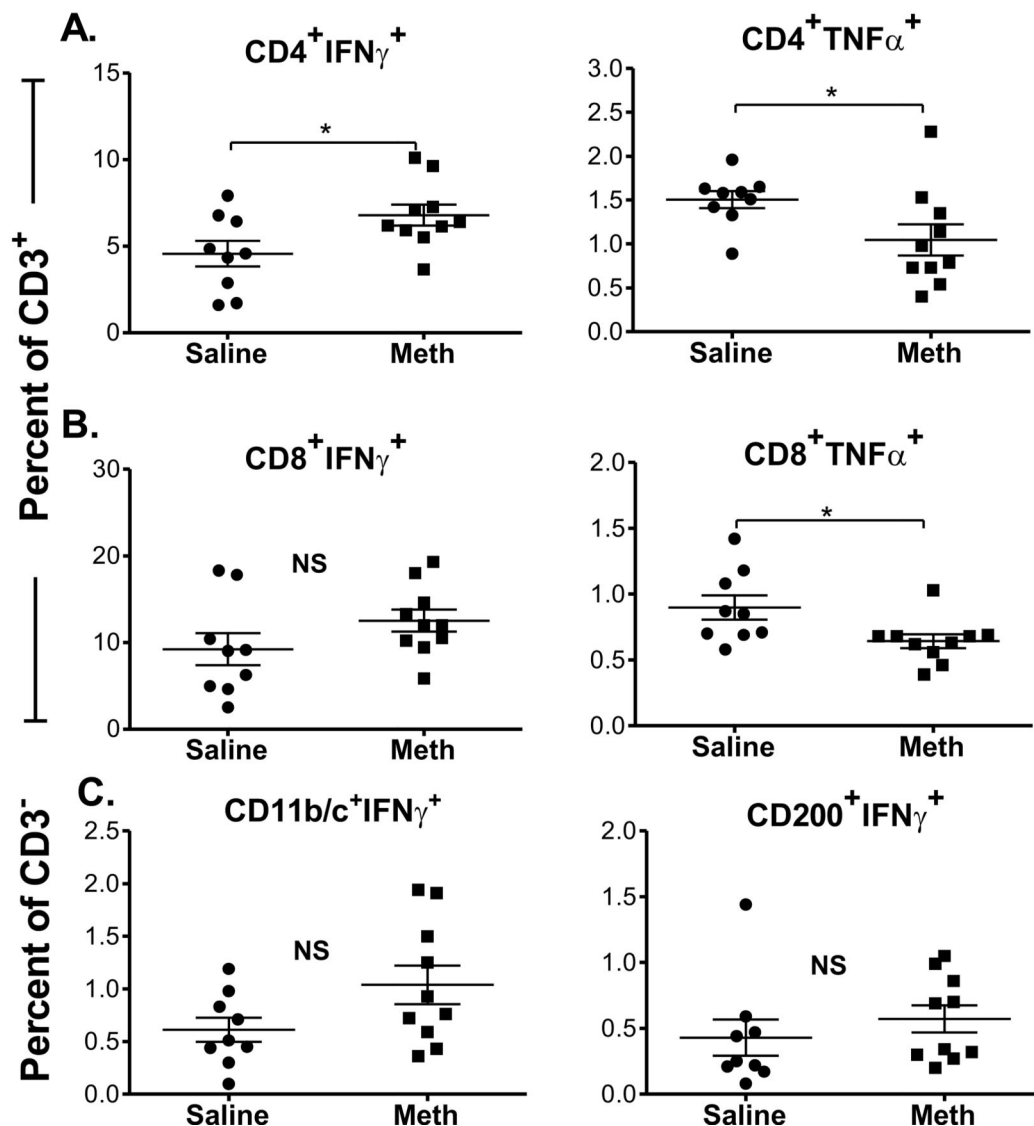 A.
CD4+IFNγ+
CD4+TNFα+
15
10
5
0
*
Saline
Meth
3.0
2.5
2.0
1.5
1.0
0.5
0.0
*
Saline
Meth
Percent of CD3+
B.
CD8+IFNγ+
CD8+TNFα+
30
20
10
0
NS
Saline
Meth
2.0
1.5
1.0
0.5
0.0
*
Saline
Meth
Percent of CD3-
C.
CD11b/c+IFNγ+
CD200+IFNγ+
2.5
2.0
1.5
1.0
0.5
0.0
NS
Saline
Meth
2.0
1.5
1.0
0.5
0.0
NS
Saline
Meth